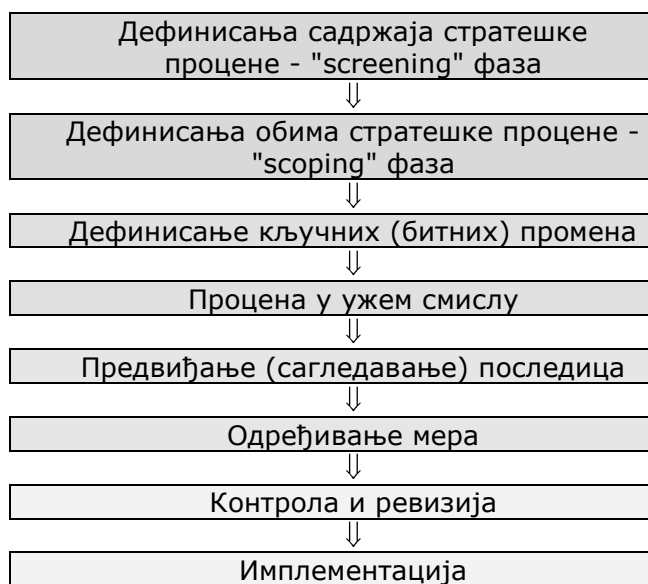 Дефинисања садржаја стратешке
процене - "screening" фаза
⇓
Дефинисања обима стратешке процене -
"scoping" фаза
⇓
Дефинисање кључних (битних) промена
⇓
Процена у ужем смислу
⇓
Предвиђање (сагледавање) последица
⇓
Одређивање мера
⇓
Контрола и ревизија
⇓
Имплементација